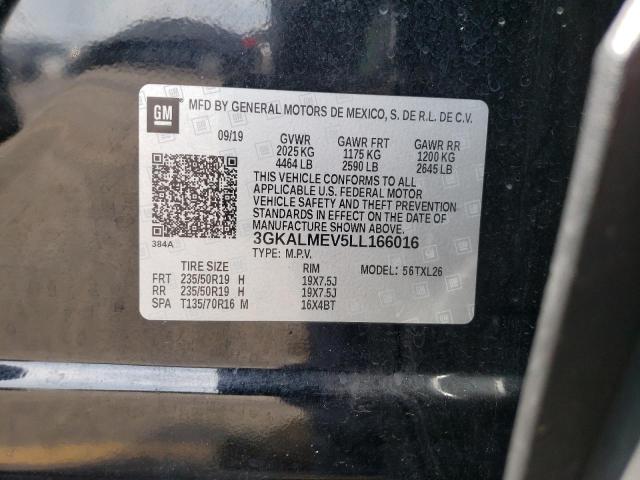 GM
MFD BY GENERAL MOTORS DE MEXICO, S. DE R.L. DE C.V.
09/19 GVWR GAWR FRT GAWR RR
2025 KG 1175 KG 1200 KG
4464 LB 2590 LB 2645 LB
THIS VEHICLE CONFORMS TO ALL
APPLICABLE U.S. FEDERAL MOTOR
VEHICLE SAFETY AND THEFT PREVENTION
STANDARDS IN EFFECT ON THE DATE OF
MANUFACTURE SHOWN ABOVE.
384A 3GKALMEV5LL166016
TYPE: M.P.V.
TIRE SIZE RIM MODEL: 56TXL26
FRT 235/50R19 H 19X7.5J
RR 235/50R19 H 19X7.5J
SPA T135/70R16 M 16X4BT